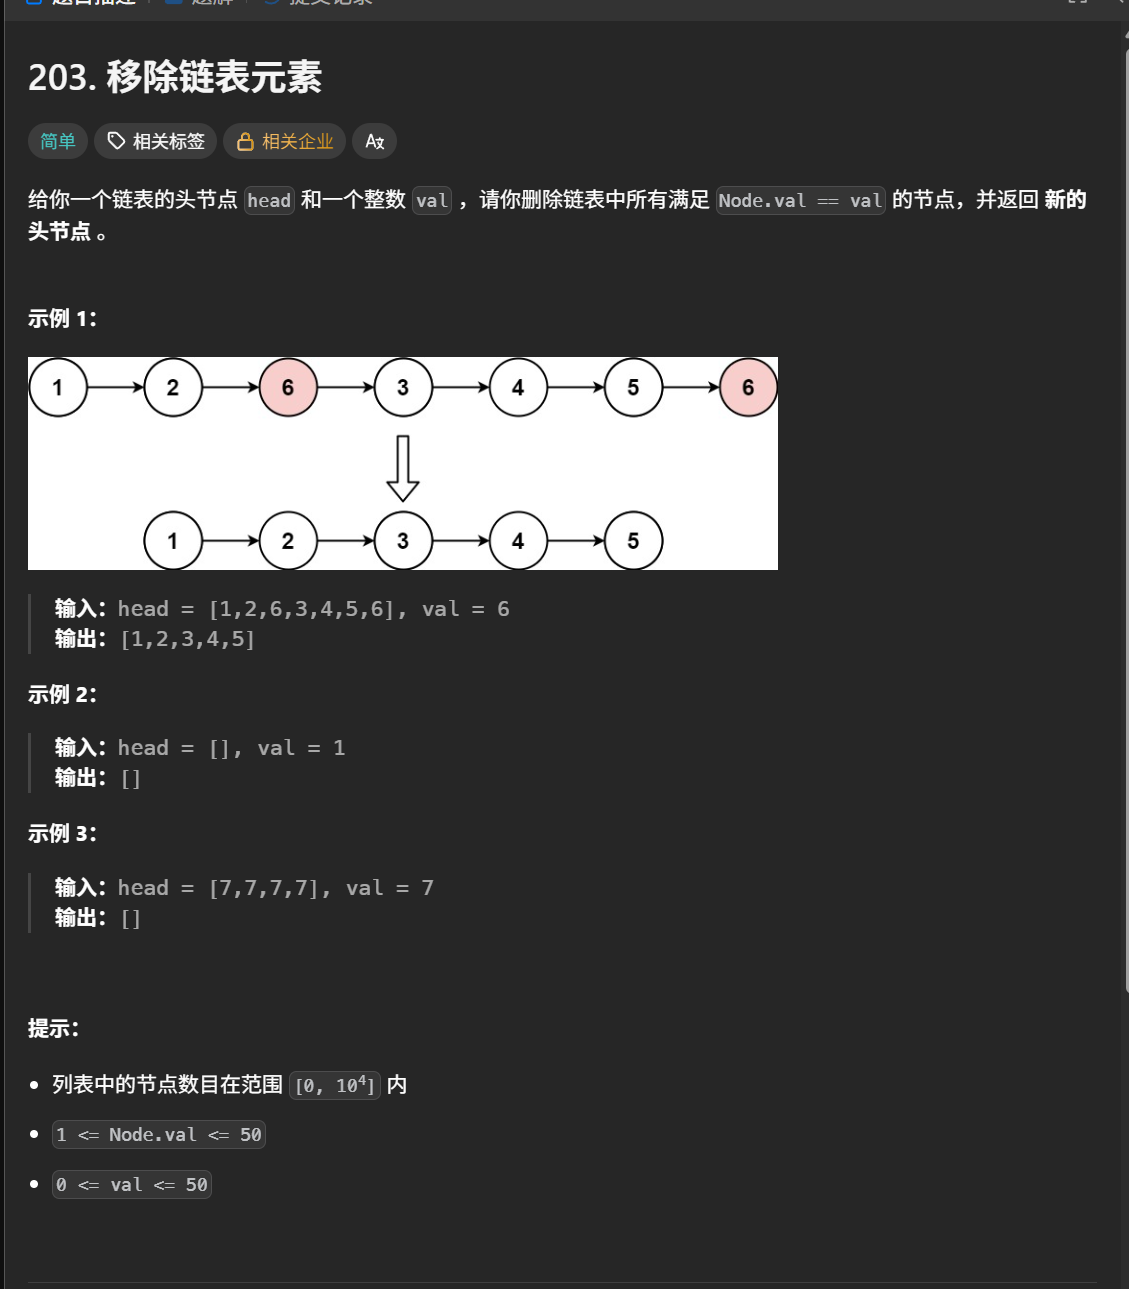 203. 移除链表元素
简单 相关标签 相关企业
给你一个链表的头节点 head 和一个整数 val ，请你删除链表中所有满足 Node.val == val 的节点，并返回 新的
头节点 。
示例 1：
1 2 6 3 4 5 6
1 2 3 4 5
输入：head = [1,2,6,3,4,5,6], val = 6
输出：[1,2,3,4,5]
示例 2：
输入：head = [], val = 1
输出：[]
示例 3：
输入：head = [7,7,7,7], val = 7
输出：[]
提示：
列表中的节点数目在范围 [0, 10⁴] 内
1 <= Node.val <= 50
0 <= val <= 50